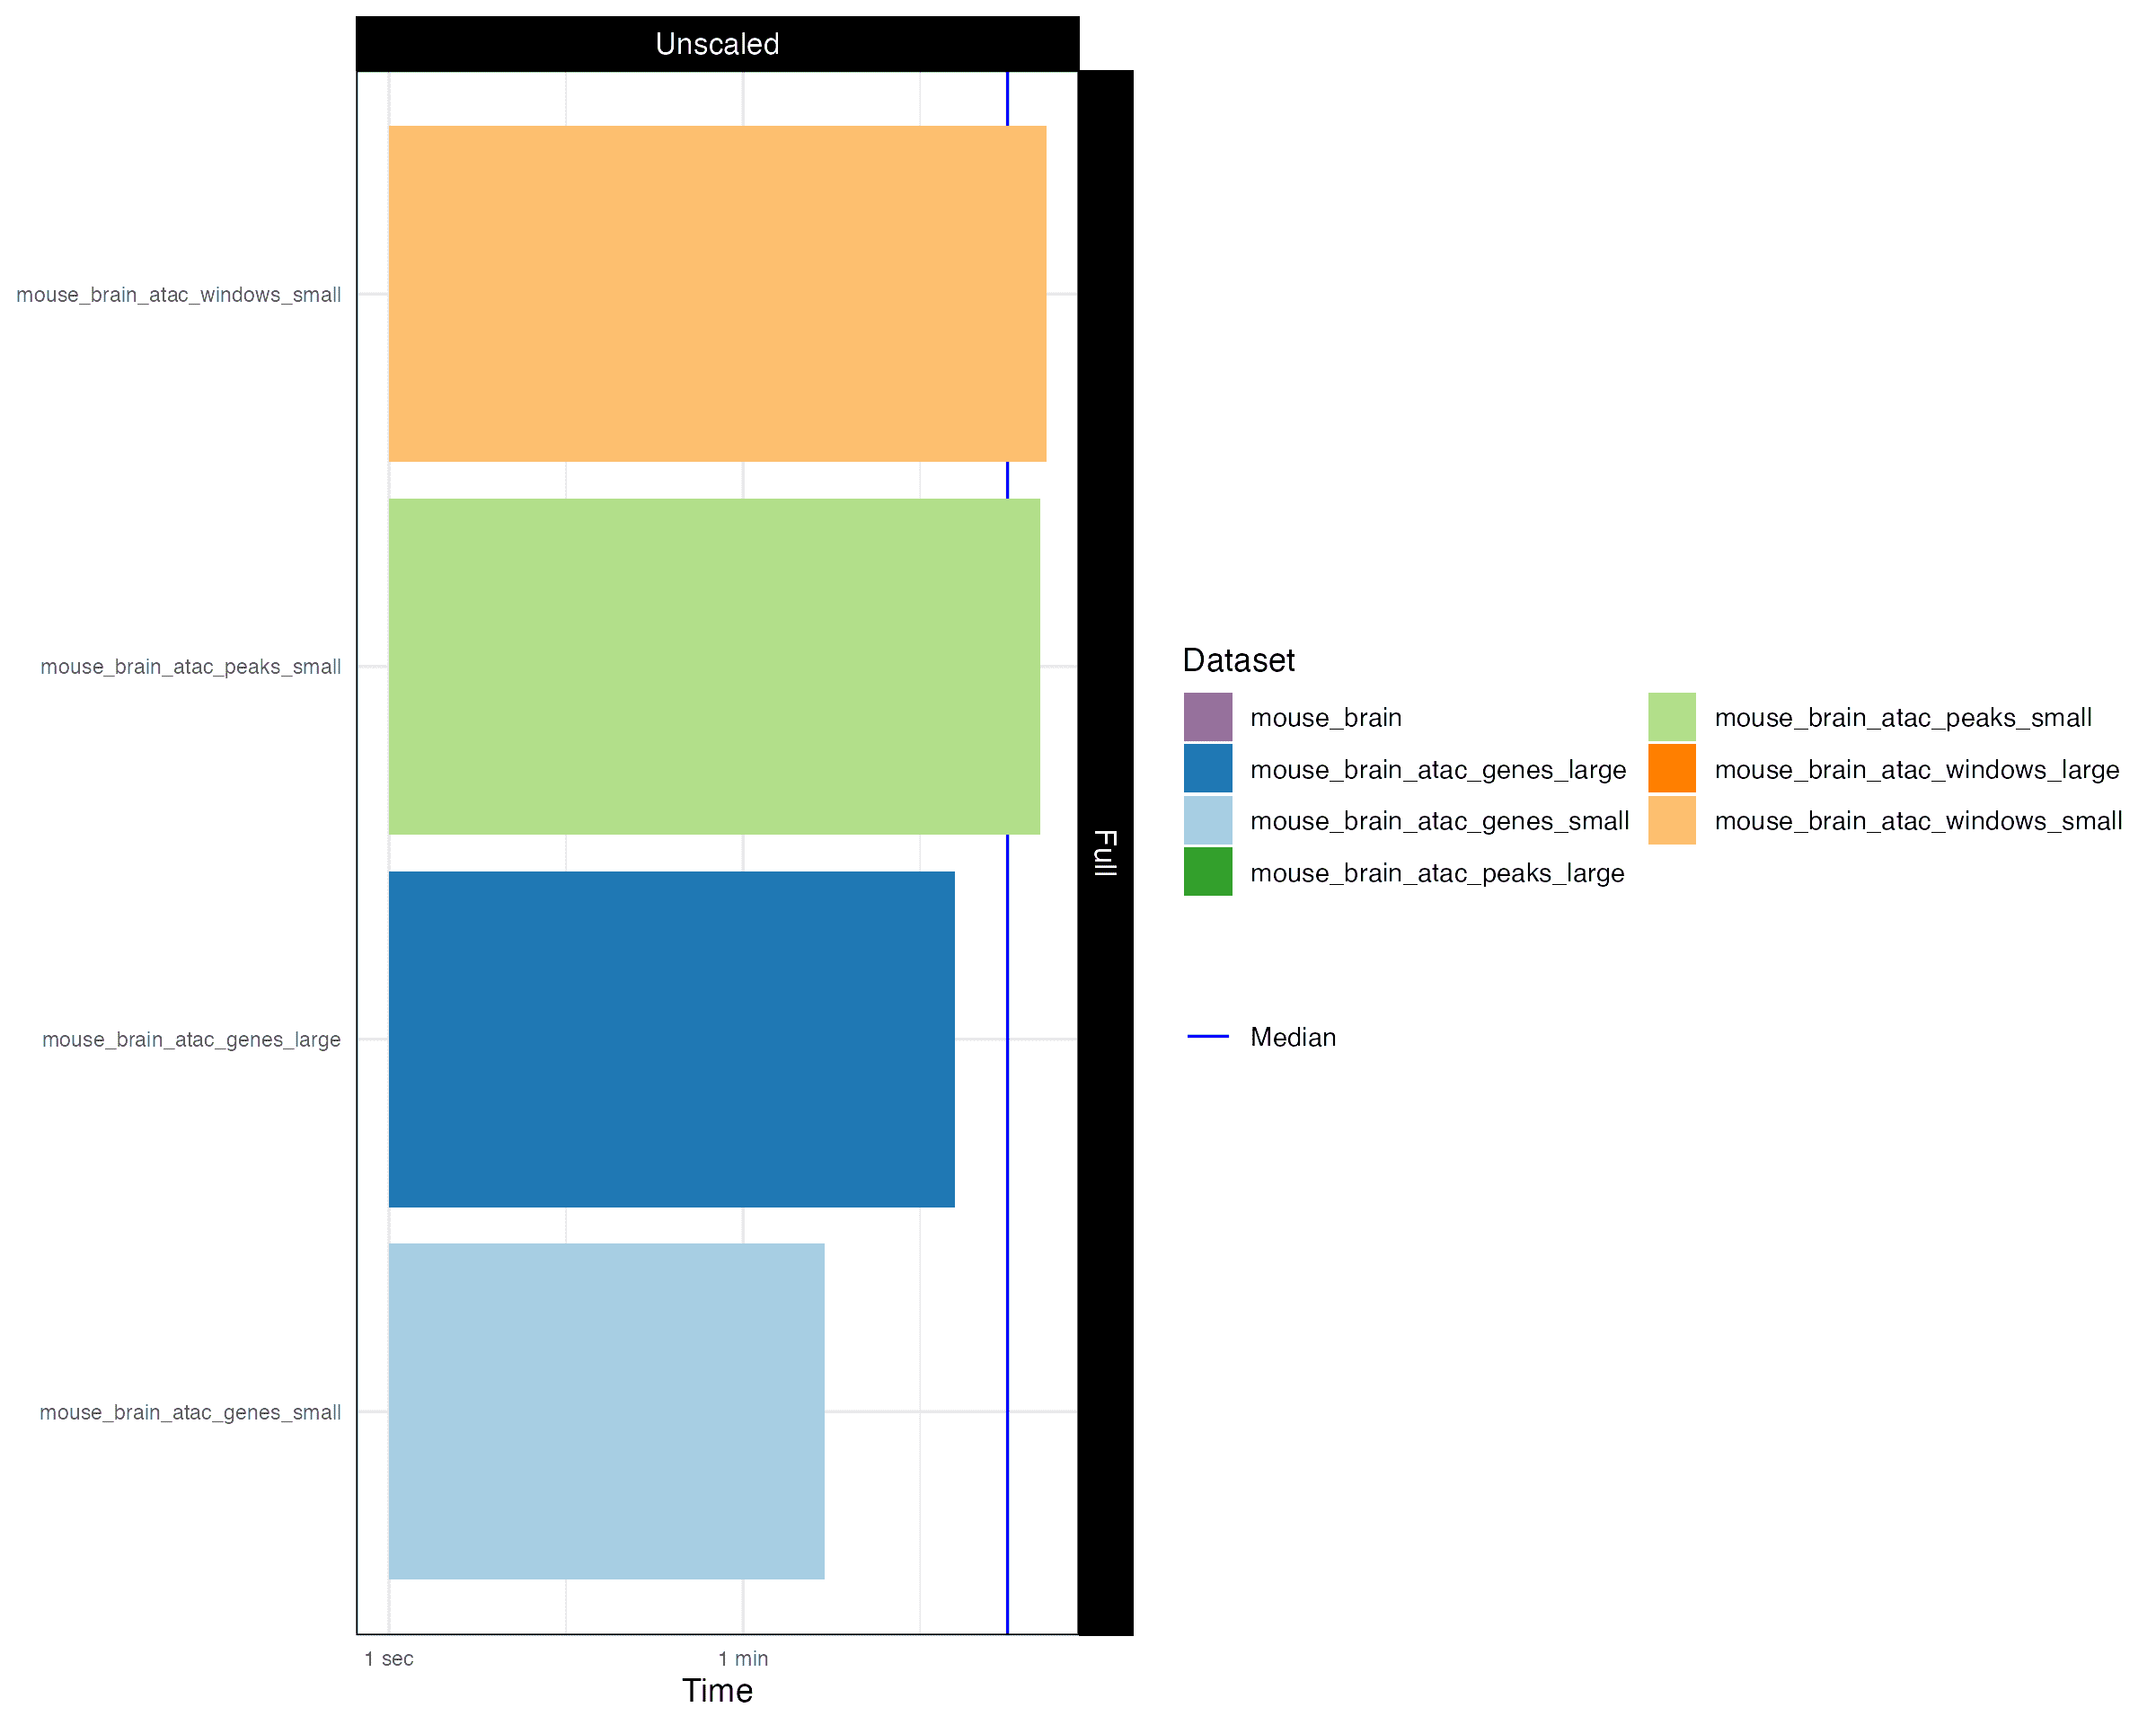 Unscaled
mouse_brain_atac_windows_small
mouse_brain_atac_peaks_small
mouse_brain_atac_genes_large
mouse_brain_atac_genes_small
1 sec
1 min
Time
Full
Dataset
mouse_brain
mouse_brain_atac_genes_large
mouse_brain_atac_genes_small
mouse_brain_atac_peaks_large
mouse_brain_atac_peaks_small
mouse_brain_atac_windows_large
mouse_brain_atac_windows_small
Median